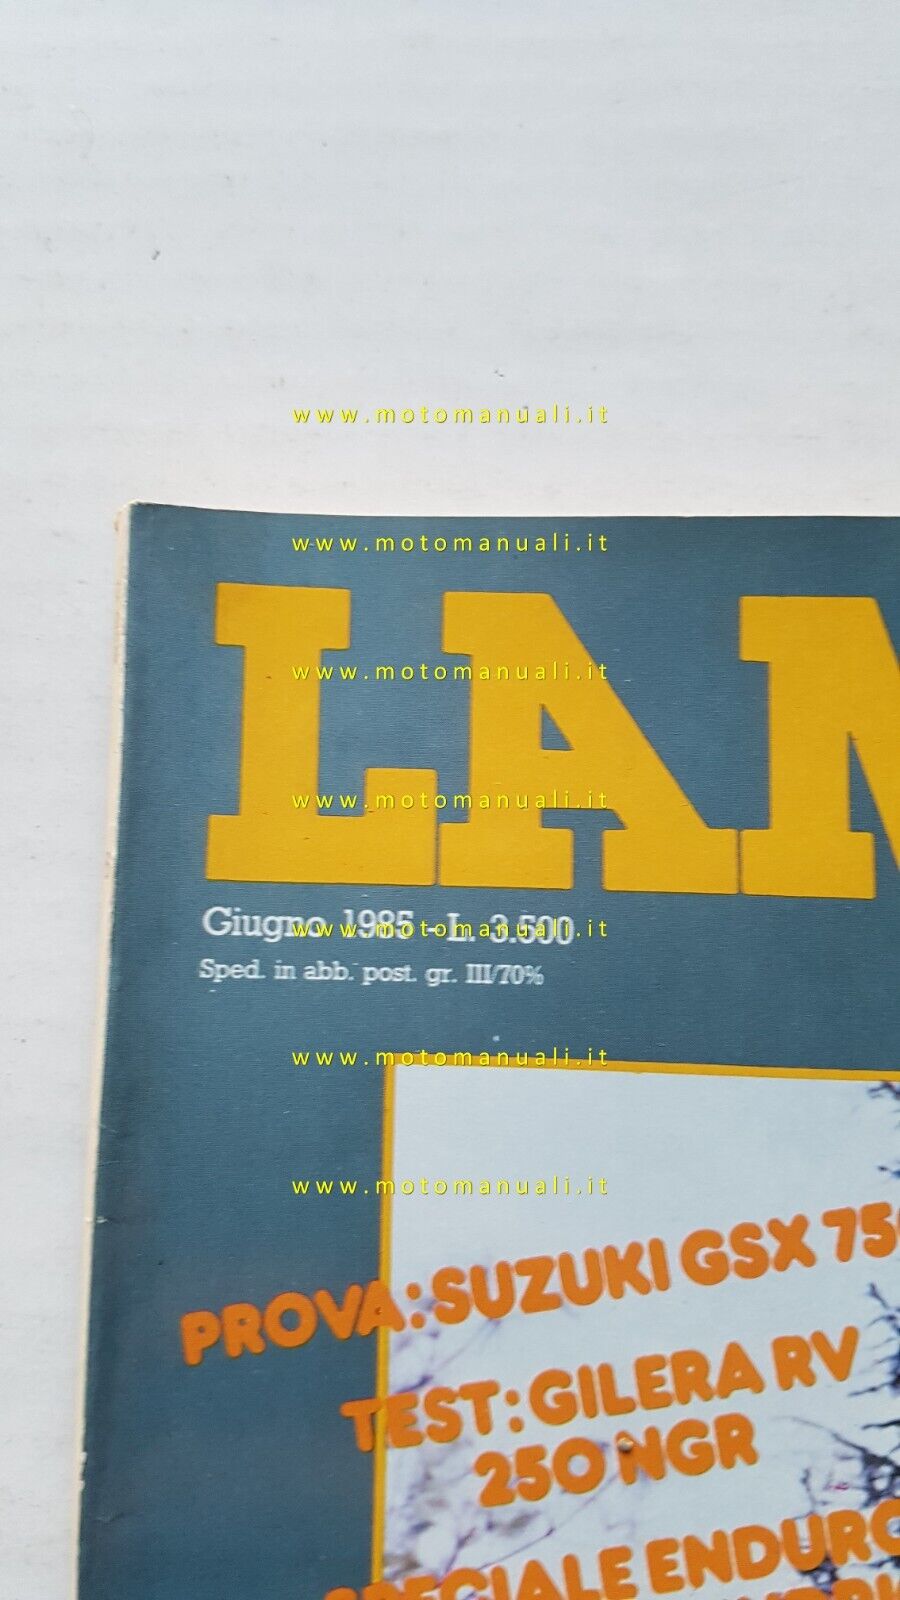 www.motomanuali.it
www.motomanuali.it
www.motomanuali.it
www.motomanuali.it
LAM
Giugno 1985 - L. 3.500
www.motomanuali.it
Sped. in abb. post. gr. III/70%
www.motomanuali.it
www.motomanuali.it
PROVA: SUZUKI GSX 750
TEST: GILERA RV
250 NGR
SPECIALE ENDURO